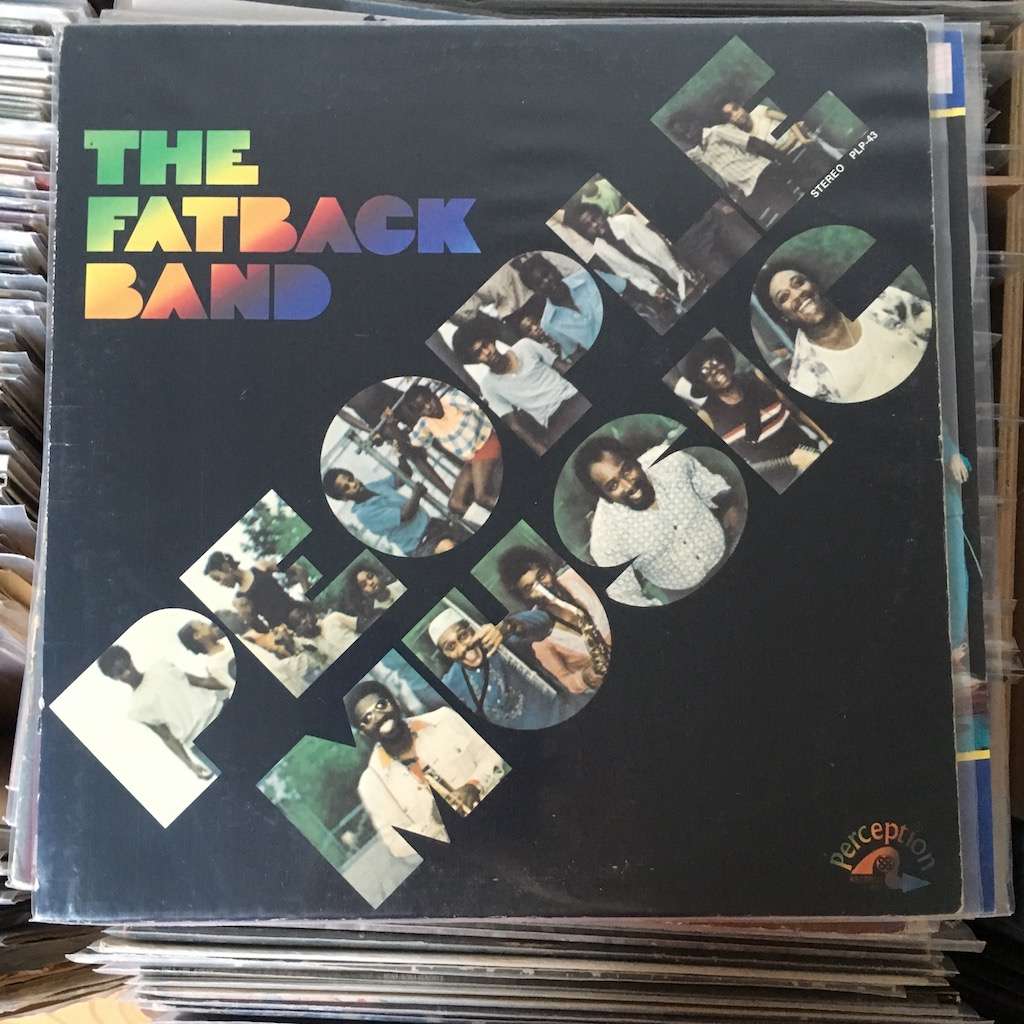 THE
FATBACK
BAND
PEOPLE
MUSIC
STEREO PLP-43
Perception